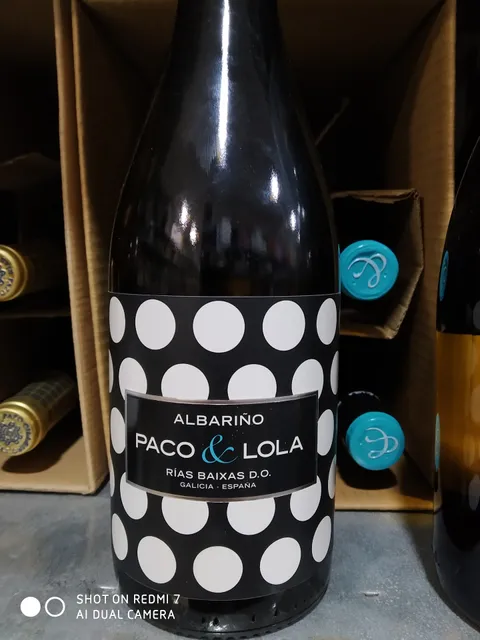 ALBARIÑO
PACO & LOLA
RÍAS BAIXAS D.O.
GALICIA - ESPAÑA
&
&
SHOT ON REDMI 7
AI DUAL CAMERA